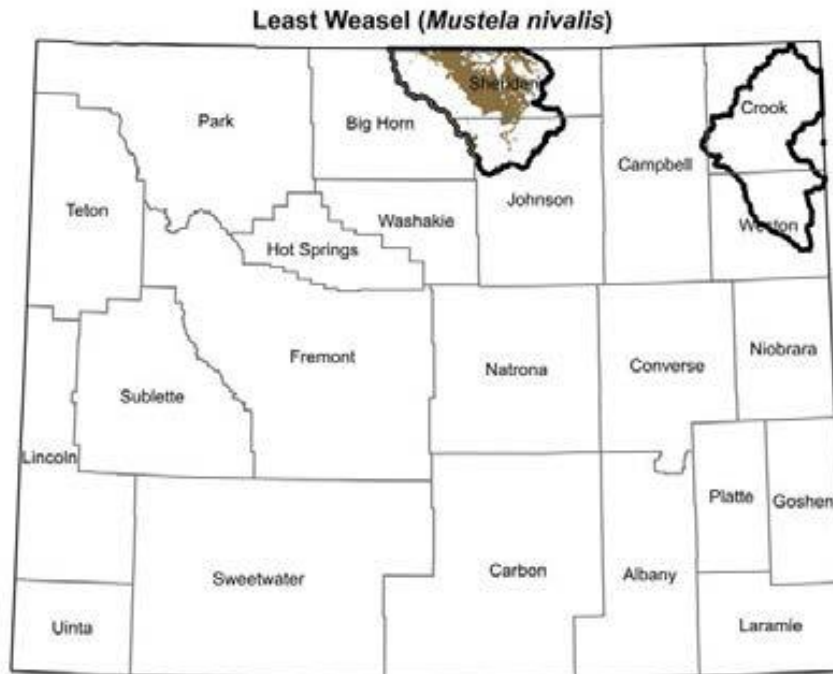 Least Weasel (Mustela nivalis)
Sheridan
Crook
Park
Big Horn
Campbell
Johnson
Teton
Washakie
Weston
Hot Springs
Fremont
Natrona
Converse
Niobrara
Sublette
Lincoln
Platte
Goshen
Sweetwater
Carbon
Albany
Uinta
Laramie